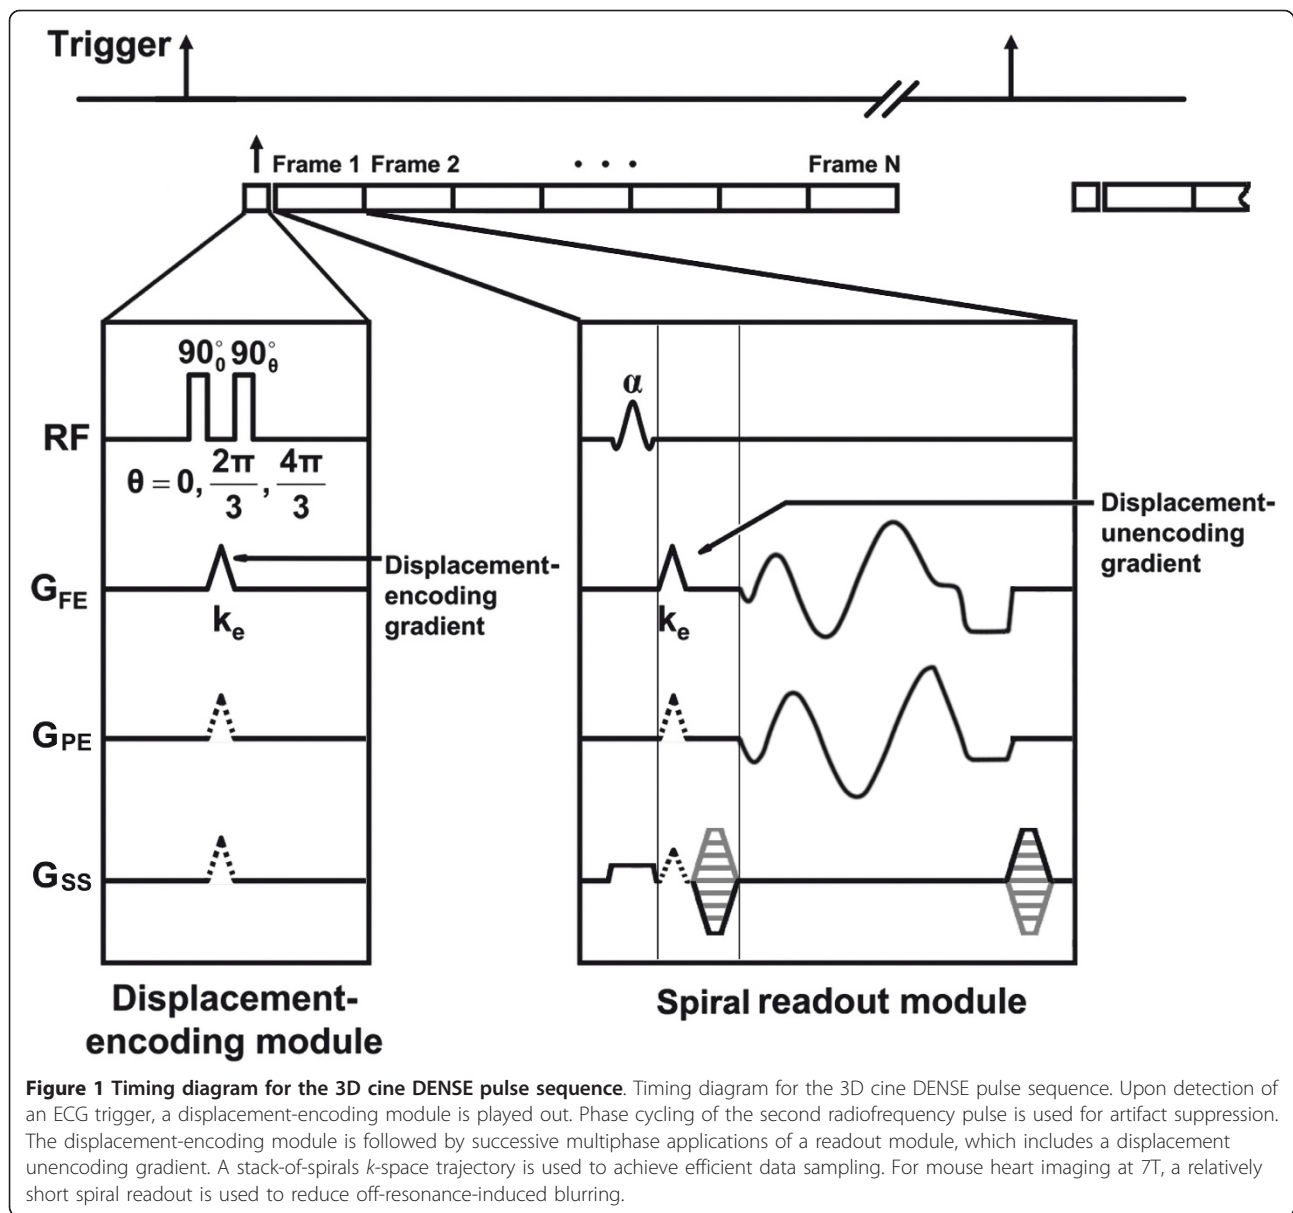 Trigger
Frame 1 Frame 2 . . . Frame N
90°0 90°θ
α
RF
θ = 0, 2π/3, 4π/3
Displacement-
unencoding
gradient
Displacement-
encoding
gradient
GFE
ke
ke
GPE
GSS
Displacement-
encoding module
Spiral readout module
Figure 1 Timing diagram for the 3D cine DENSE pulse sequence. Timing diagram for the 3D cine DENSE pulse sequence. Upon detection of
an ECG trigger, a displacement-encoding module is played out. Phase cycling of the second radiofrequency pulse is used for artifact suppression.
The displacement-encoding module is followed by successive multiphase applications of a readout module, which includes a displacement
unencoding gradient. A stack-of-spirals k-space trajectory is used to achieve efficient data sampling. For mouse heart imaging at 7T, a relatively
short spiral readout is used to reduce off-resonance-induced blurring.